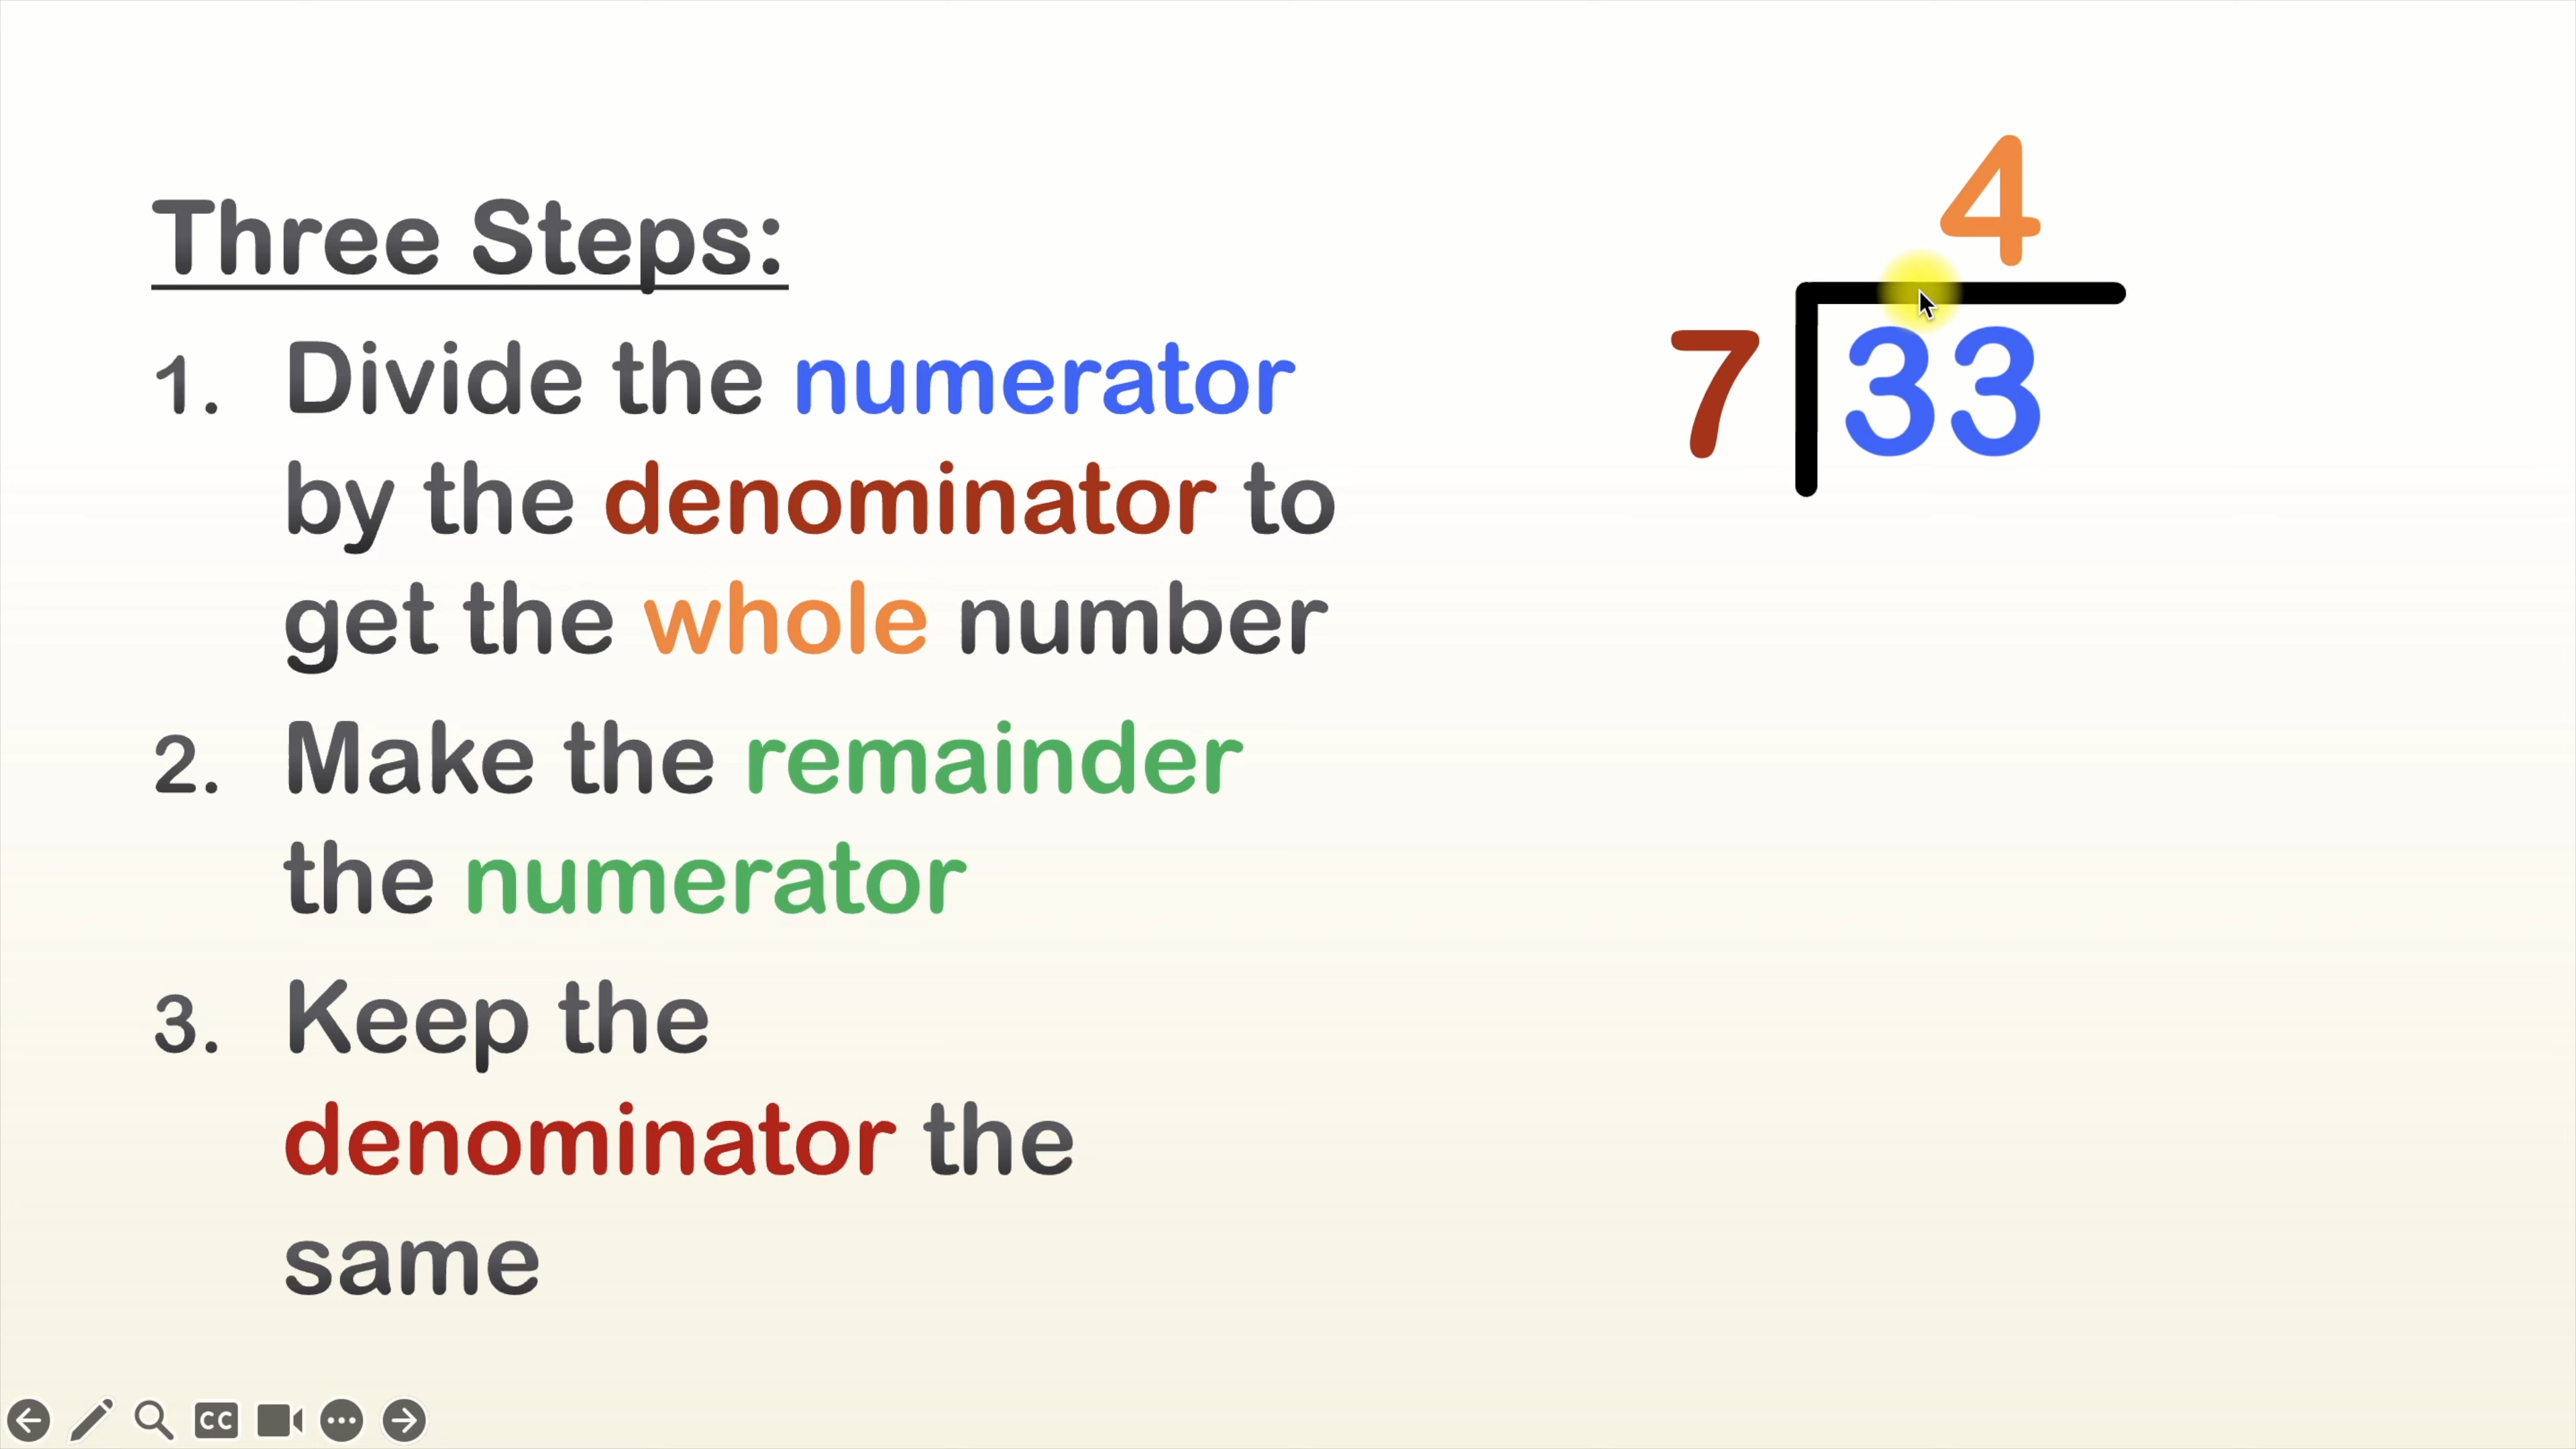 Three Steps:
1. Divide the numerator
by the denominator to
get the whole number
2. Make the remainder
the numerator
3. Keep the
denominator the
same
4
7 33
CC